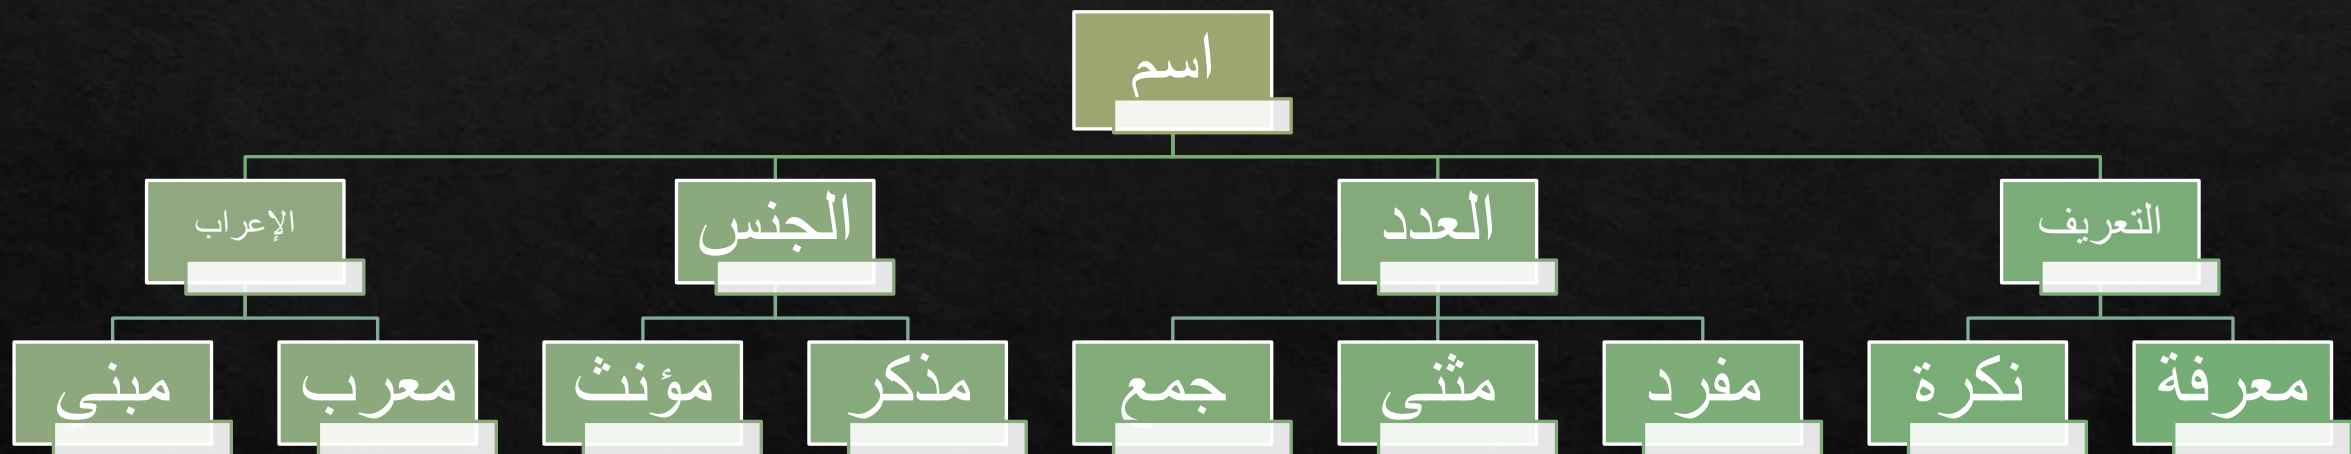 اسم
التعريف
العدد
الجنس
الإعراب
معرفة
نكرة
مفرد
مثنى
جمع
مذكر
مؤنث
معرب
مبني